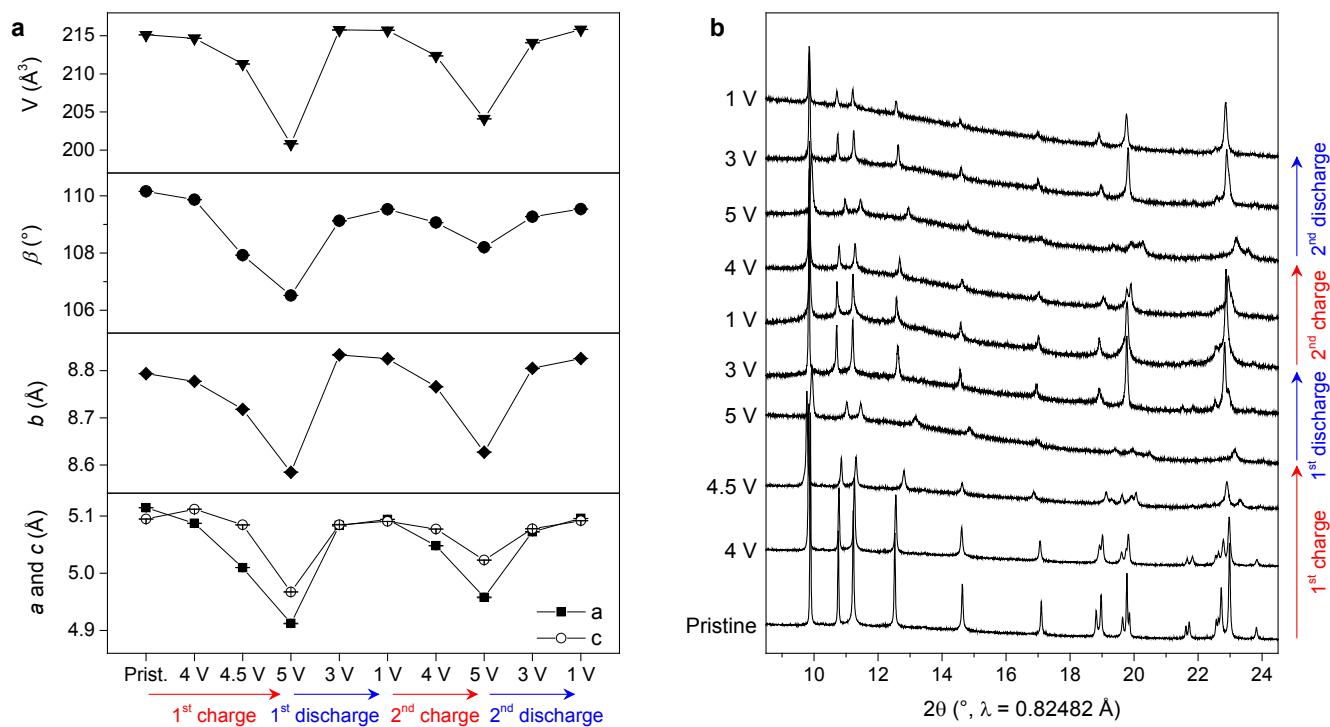 a
V (Å³)
215
210
205
200
β (°)
110
108
106
b (Å)
8.8
8.7
8.6
a and c (Å)
5.1
5.0
4.9
a
c
Prist. 4 V 4.5 V 5 V 3 V 1 V 4 V 5 V 3 V 1 V
1st charge 1st discharge 2nd charge 2nd discharge
b
1 V
3 V
5 V
4 V
1 V
3 V
5 V
4.5 V
4 V
Pristine
10 12 14 16 18 20 22 24
2θ (°, λ = 0.82482 Å)
2nd discharge
2nd charge
1st discharge
1st charge